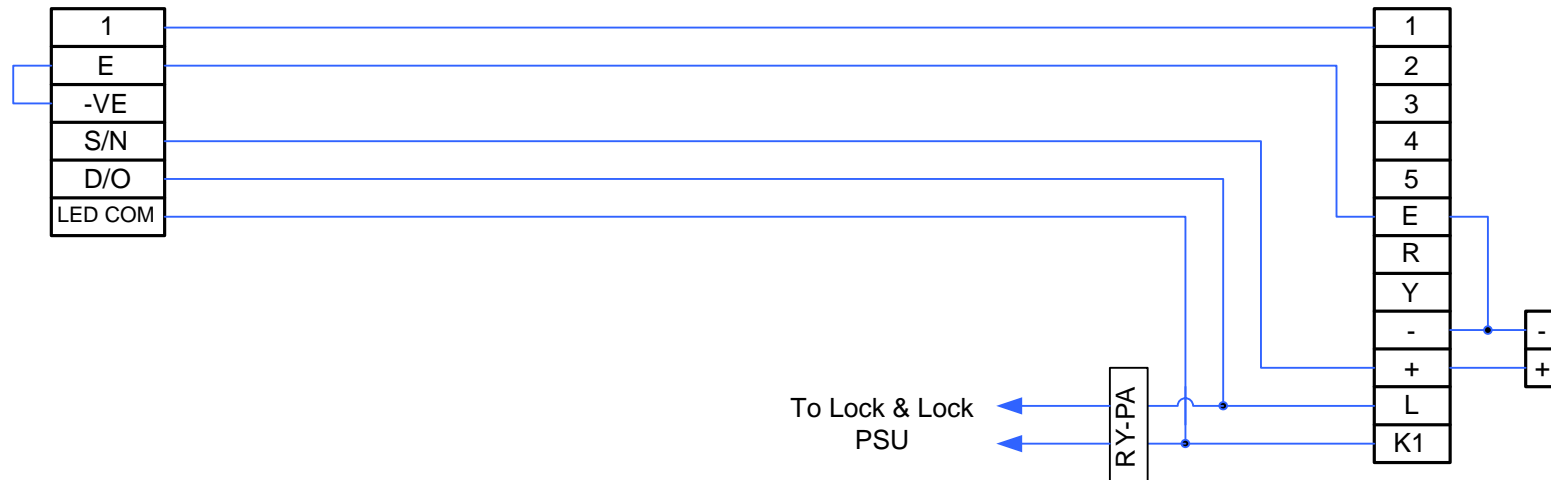 1
E
-VE
S/N
D/O
LED COM
1
2
3
4
5
E
R
Y
-
+
L
K1
-
+
To Lock & Lock
PSU
RY-PA